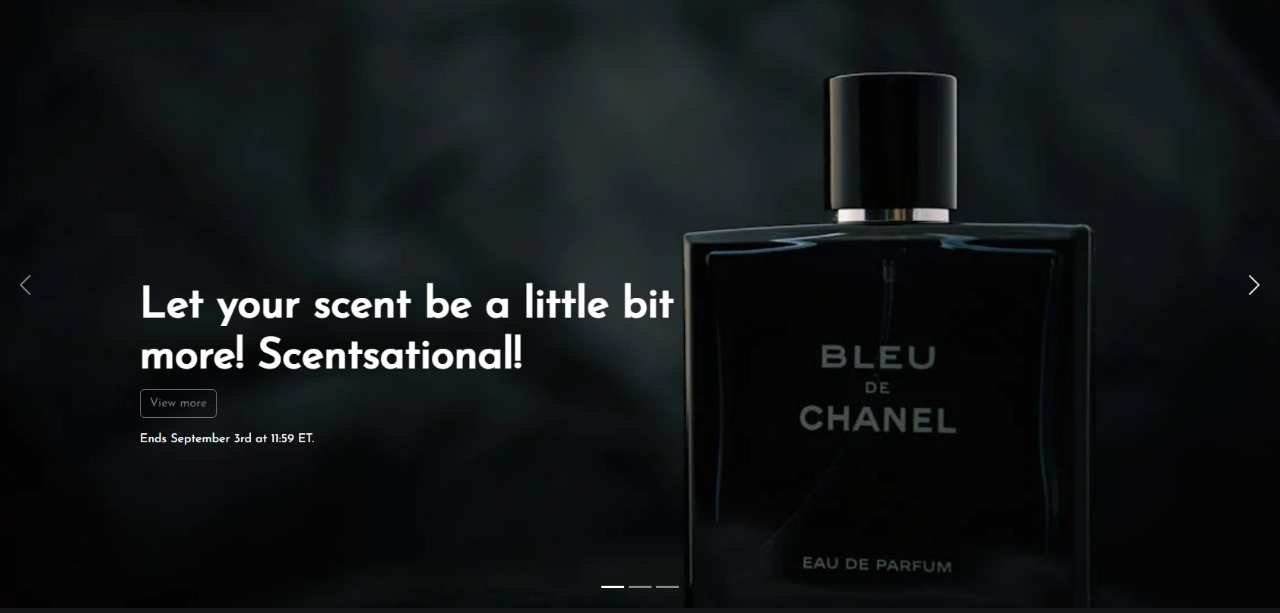 Let your scent be a little bit
more! Scentsational!
View more
Ends September 3rd at 11:59 ET.
BLEU
DE
CHANEL
EAU DE PARFUM